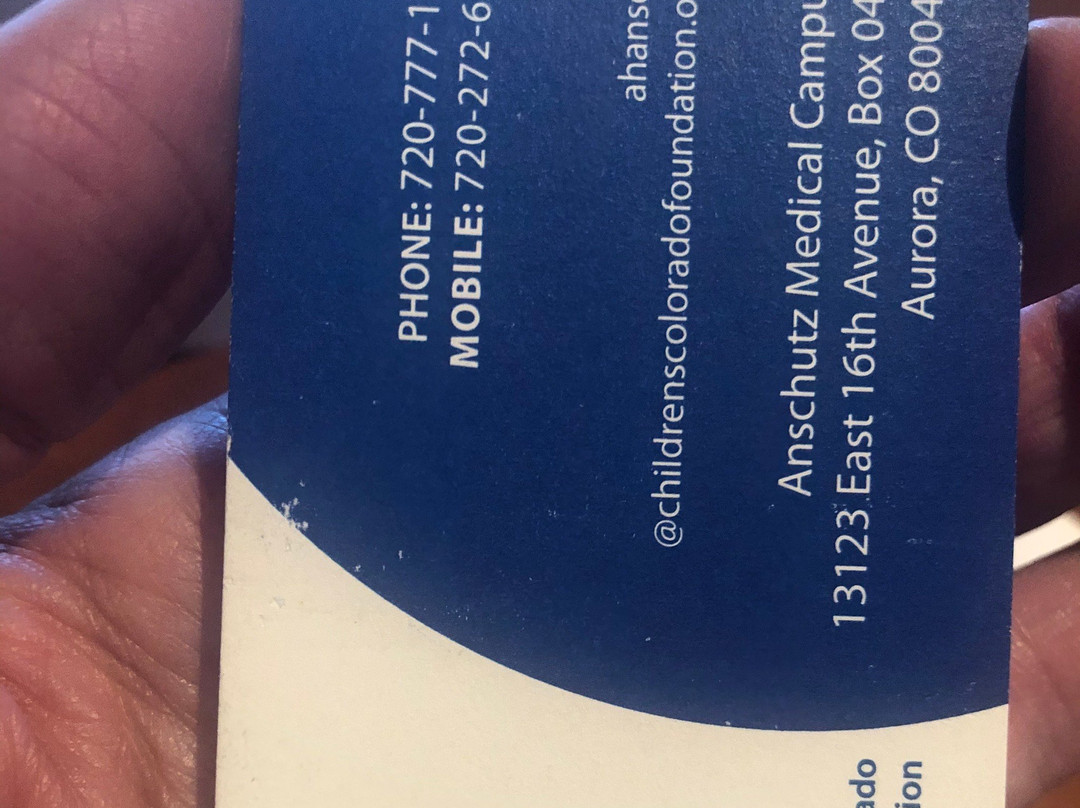 PHONE: 720-777-1
MOBILE: 720-272-6
ahanso
@childrenscoloradofoundation.o
Anschutz Medical Campu
13123 East 16th Avenue, Box 04
Aurora, CO 8004
ado
ion